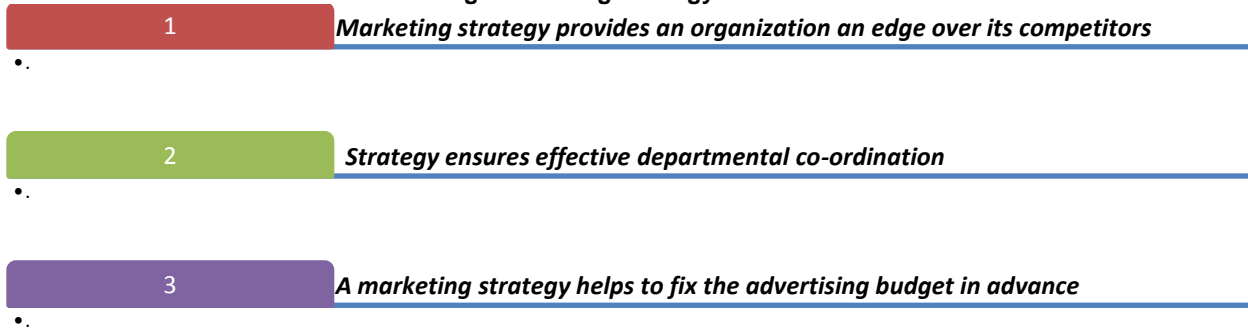 1 Marketing strategy provides an organization an edge over its competitors
•.
2 Strategy ensures effective departmental co-ordination
•.
3 A marketing strategy helps to fix the advertising budget in advance
•.